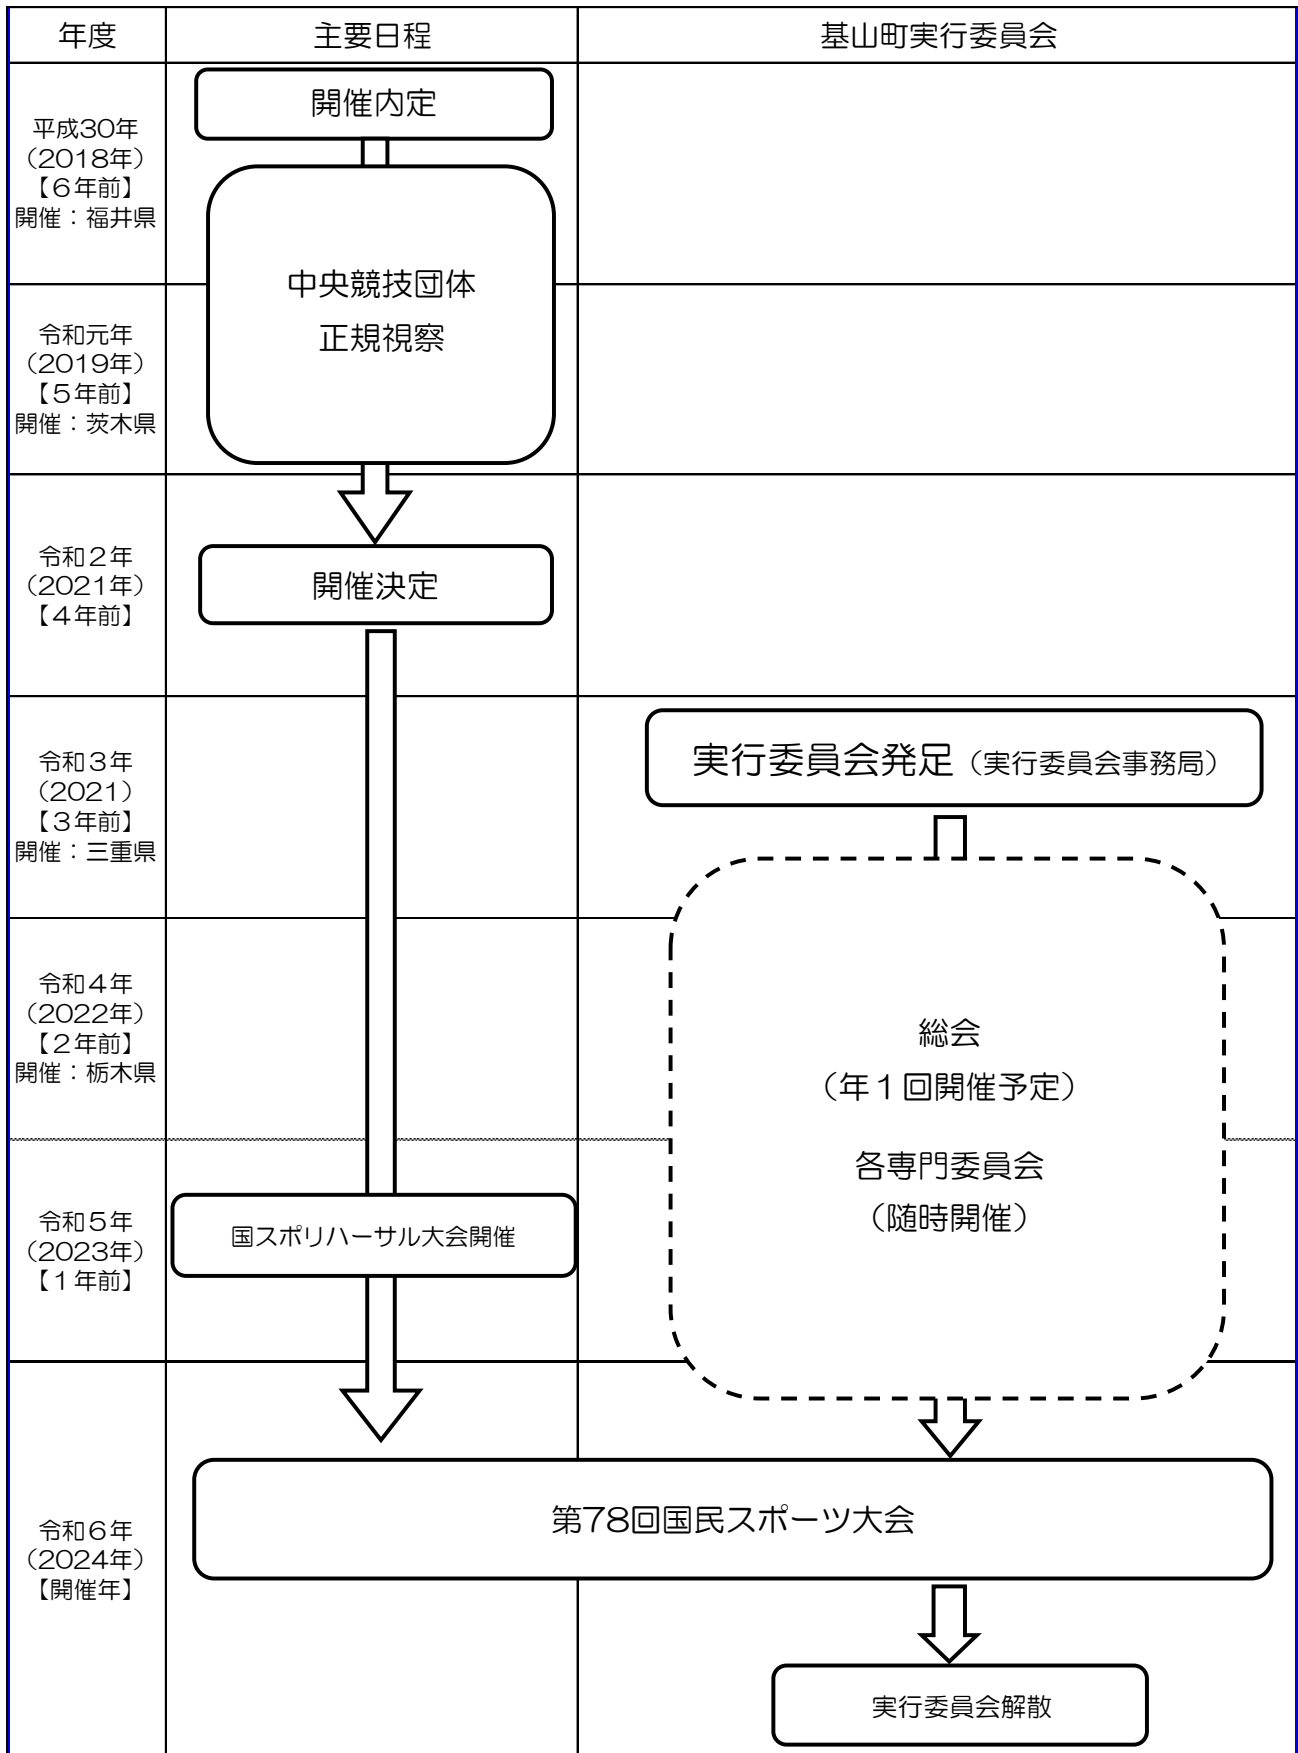 年度
主要日程
基山町実行委員会
平成30年
（2018年）
【６年前】
開催：福井県
開催内定
中央競技団体
正規視察
令和元年
（2019年）
【５年前】
開催：茨木県
令和２年
（2021年）
【４年前】
開催決定
令和３年
（2021）
【３年前】
開催：三重県
実行委員会発足（実行委員会事務局）
令和４年
（2022年）
【２年前】
開催：栃木県
総会
（年１回開催予定）
各専門委員会
（随時開催）
令和５年
（2023年）
【１年前】
国スポリハーサル大会開催
令和６年
（2024年）
【開催年】
第78回国民スポーツ大会
実行委員会解散